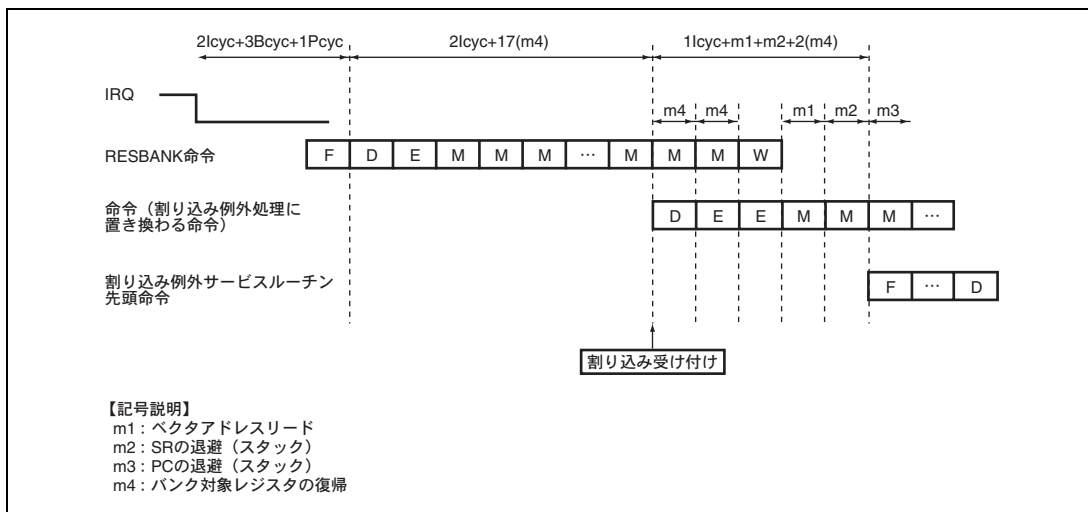 2Icyc+3Bcyc+1Pcyc 2Icyc+17(m4) 1Icyc+m1+m2+2(m4)
IRQ
m4 m4 m1 m2 m3
RESBANK命令 F D E M M M … M M M W
命令（割り込み例外処理に
置き換わる命令） D E E M M M …
割り込み例外サービスルーチン
先頭命令 F … D
割り込み受け付け
【記号説明】
m1：ベクタアドレスリード
m2：SRの退避（スタック）
m3：PCの退避（スタック）
m4：バンク対象レジスタの復帰